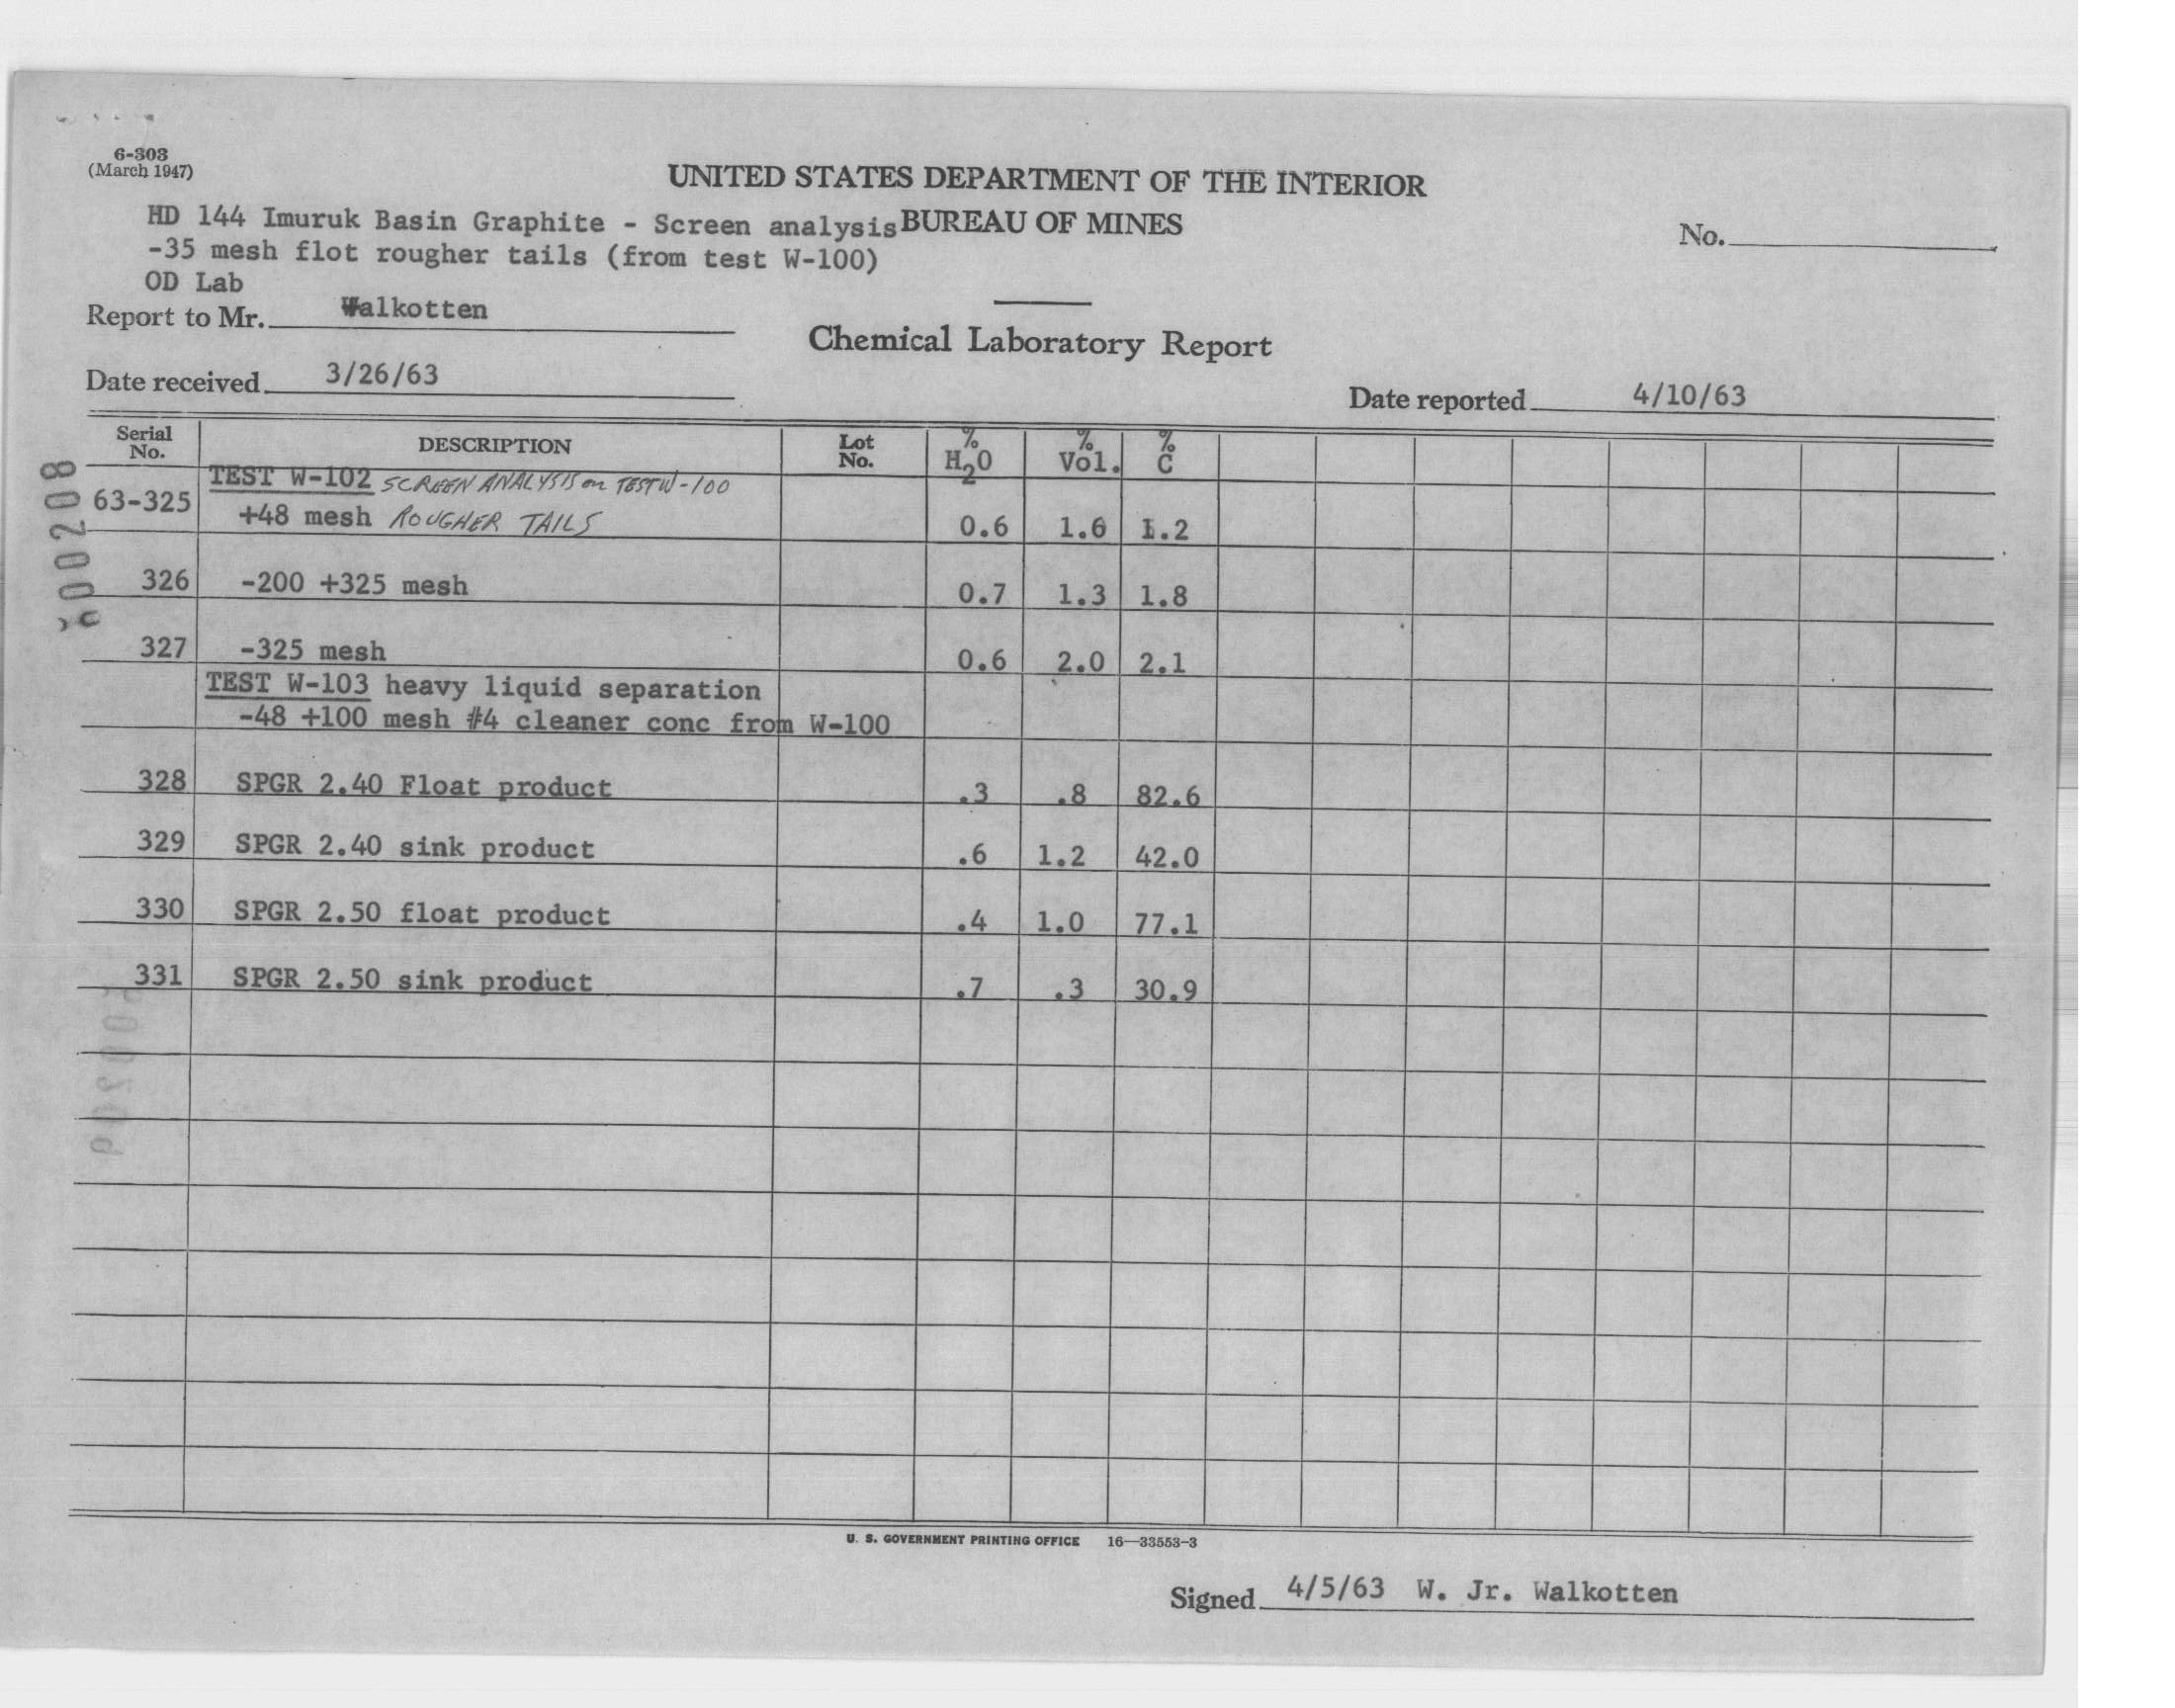 6-303
(March 1947)
UNITED STATES DEPARTMENT OF THE INTERIOR
HD 144 Imuruk Basin Graphite - Screen analysis BUREAU OF MINES
-35 mesh flot rougher tails (from test W-100)
No.
OD Lab
Report to Mr. Walkotten
Chemical Laboratory Report
Date received 3/26/63
Date reported 4/10/63
Serial No. DESCRIPTION Lot No. % H2O % Vol. % C
TEST W-102 SCREEN ANALYSIS on TEST W-100
63-325 +48 mesh ROUGHER TAILS 0.6 1.6 1.2
326 -200 +325 mesh 0.7 1.3 1.8
327 -325 mesh 0.6 2.0 2.1
TEST W-103 heavy liquid separation
-48 +100 mesh #4 cleaner conc from W-100
328 SPGR 2.40 Float product .3 .8 82.6
329 SPGR 2.40 sink product .6 1.2 42.0
330 SPGR 2.50 float product .4 1.0 77.1
331 SPGR 2.50 sink product .7 .3 30.9
U. S. GOVERNMENT PRINTING OFFICE 16—33553-3
Signed 4/5/63 W. Jr. Walkotten